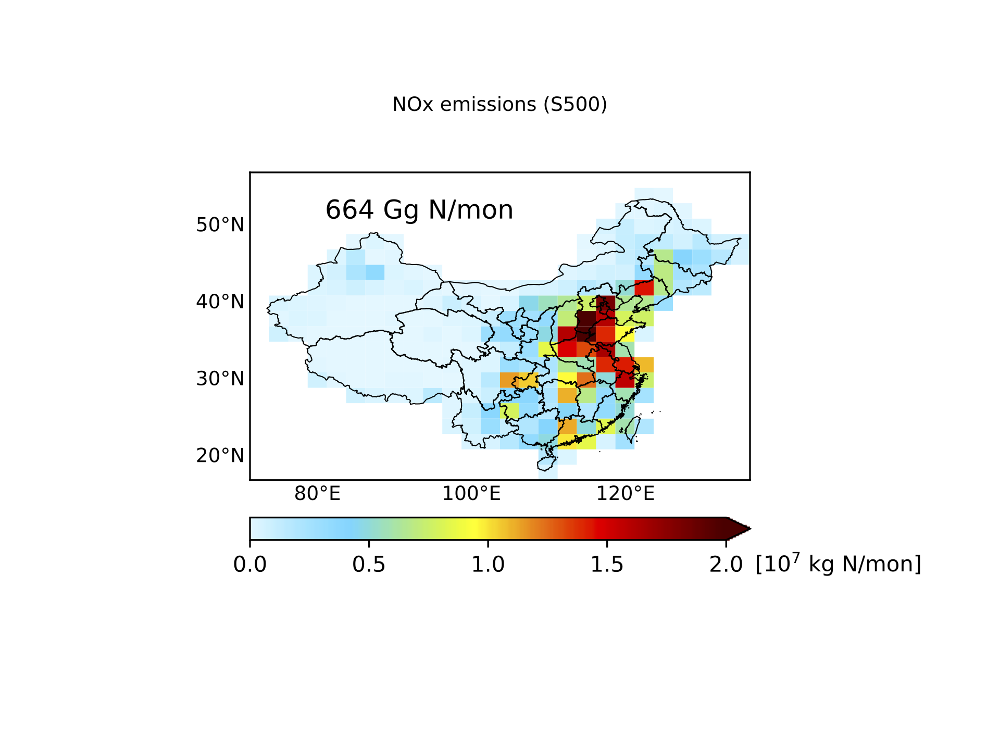 NOx emissions (S500)
664 Gg N/mon
50°N
40°N
30°N
20°N
80°E 100°E 120°E
0.0 0.5 1.0 1.5 2.0 [10⁷ kg N/mon]